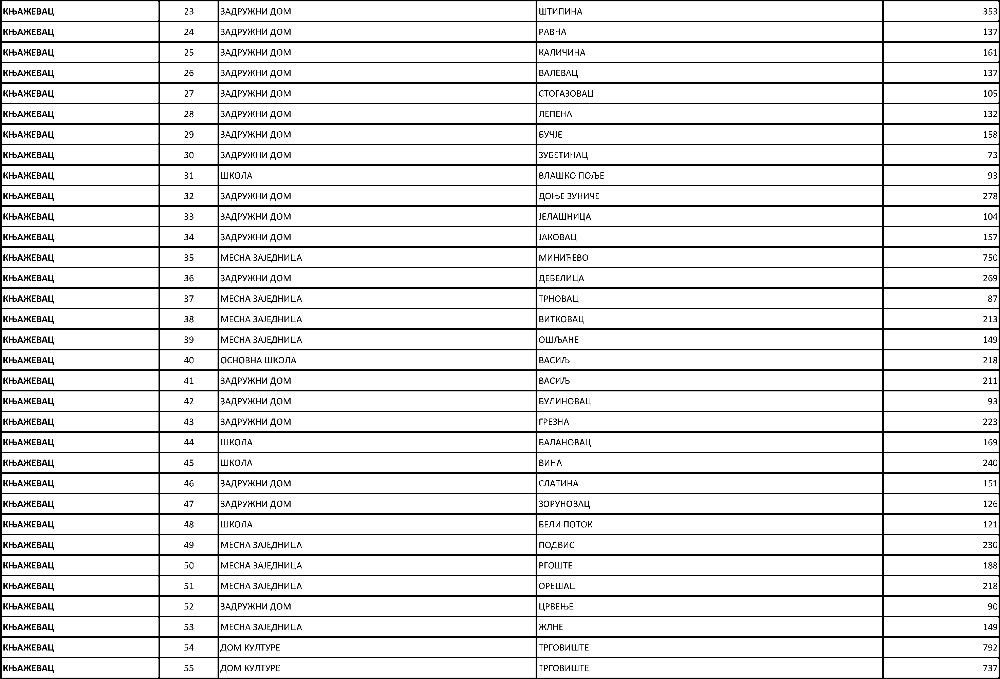 КЊАЖЕВАЦ 23 ЗАДРУЖНИ ДОМ ШТИПИНА 353
КЊАЖЕВАЦ 24 ЗАДРУЖНИ ДОМ РАВНА 137
КЊАЖЕВАЦ 25 ЗАДРУЖНИ ДОМ КАЛИЧИНА 161
КЊАЖЕВАЦ 26 ЗАДРУЖНИ ДОМ ВАЛЕВАЦ 137
КЊАЖЕВАЦ 27 ЗАДРУЖНИ ДОМ СТОГАЗОВАЦ 105
КЊАЖЕВАЦ 28 ЗАДРУЖНИ ДОМ ЛЕПЕНА 132
КЊАЖЕВАЦ 29 ЗАДРУЖНИ ДОМ БУЧЈЕ 158
КЊАЖЕВАЦ 30 ЗАДРУЖНИ ДОМ ЗУБЕТИНАЦ 73
КЊАЖЕВАЦ 31 ШКОЛА ВЛАШКО ПОЉЕ 93
КЊАЖЕВАЦ 32 ЗАДРУЖНИ ДОМ ДОЊЕ ЗУНИЧЕ 278
КЊАЖЕВАЦ 33 ЗАДРУЖНИ ДОМ ЈЕЛАШНИЦА 104
КЊАЖЕВАЦ 34 ЗАДРУЖНИ ДОМ ЈАКОВАЦ 157
КЊАЖЕВАЦ 35 МЕСНА ЗАЈЕДНИЦА МИНИЋЕВО 750
КЊАЖЕВАЦ 36 ЗАДРУЖНИ ДОМ ДЕБЕЛИЦА 269
КЊАЖЕВАЦ 37 МЕСНА ЗАЈЕДНИЦА ТРНОВАЦ 87
КЊАЖЕВАЦ 38 МЕСНА ЗАЈЕДНИЦА ВИТКОВАЦ 213
КЊАЖЕВАЦ 39 МЕСНА ЗАЈЕДНИЦА ОШЉАНЕ 149
КЊАЖЕВАЦ 40 ОСНОВНА ШКОЛА ВАСИЉ 218
КЊАЖЕВАЦ 41 ЗАДРУЖНИ ДОМ ВАСИЉ 211
КЊАЖЕВАЦ 42 ЗАДРУЖНИ ДОМ БУЛИНОВАЦ 93
КЊАЖЕВАЦ 43 ЗАДРУЖНИ ДОМ ГРЕЗНА 223
КЊАЖЕВАЦ 44 ШКОЛА БАЛАНОВАЦ 169
КЊАЖЕВАЦ 45 ШКОЛА ВИНА 240
КЊАЖЕВАЦ 46 ЗАДРУЖНИ ДОМ СЛАТИНА 151
КЊАЖЕВАЦ 47 ЗАДРУЖНИ ДОМ ЗОРУНОВАЦ 126
КЊАЖЕВАЦ 48 ШКОЛА БЕЛИ ПОТОК 121
КЊАЖЕВАЦ 49 МЕСНА ЗАЈЕДНИЦА ПОДВИС 230
КЊАЖЕВАЦ 50 МЕСНА ЗАЈЕДНИЦА РГОШТЕ 188
КЊАЖЕВАЦ 51 МЕСНА ЗАЈЕДНИЦА ОРЕШАЦ 218
КЊАЖЕВАЦ 52 ЗАДРУЖНИ ДОМ ЦРВЕЊЕ 90
КЊАЖЕВАЦ 53 МЕСНА ЗАЈЕДНИЦА ЖЛНЕ 149
КЊАЖЕВАЦ 54 ДОМ КУЛТУРЕ ТРГОВИШТЕ 792
КЊАЖЕВАЦ 55 ДОМ КУЛТУРЕ ТРГОВИШТЕ 737